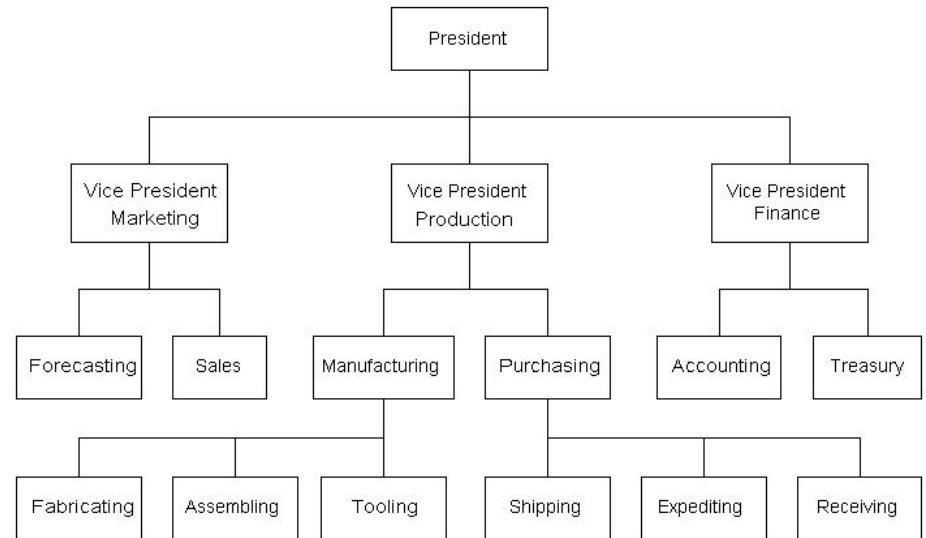 President
Vice President
Marketing
Vice President
Production
Vice President
Finance
Forecasting
Sales
Manufacturing
Purchasing
Accounting
Treasury
Fabricating
Assembling
Tooling
Shipping
Expediting
Receiving